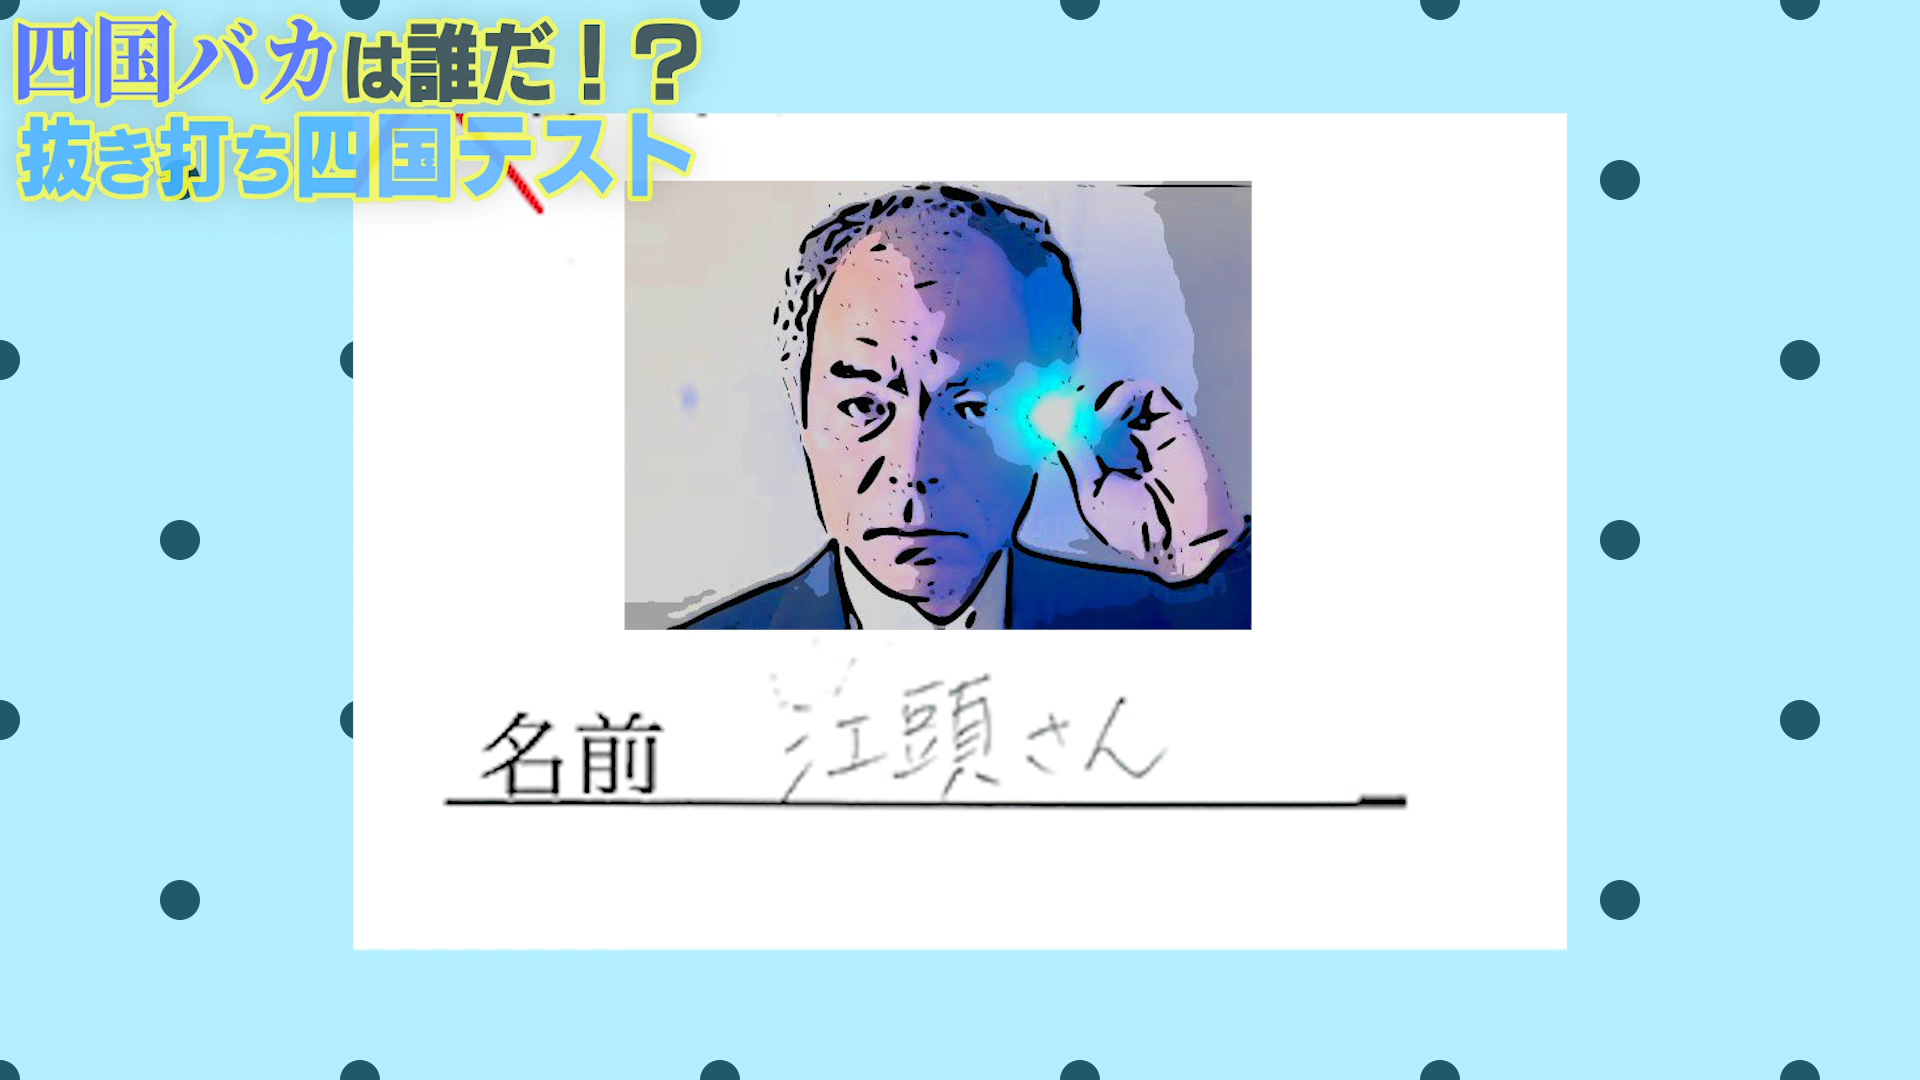 四国バカは誰だ！？
抜き打ち四国テスト
名前 江頭さん